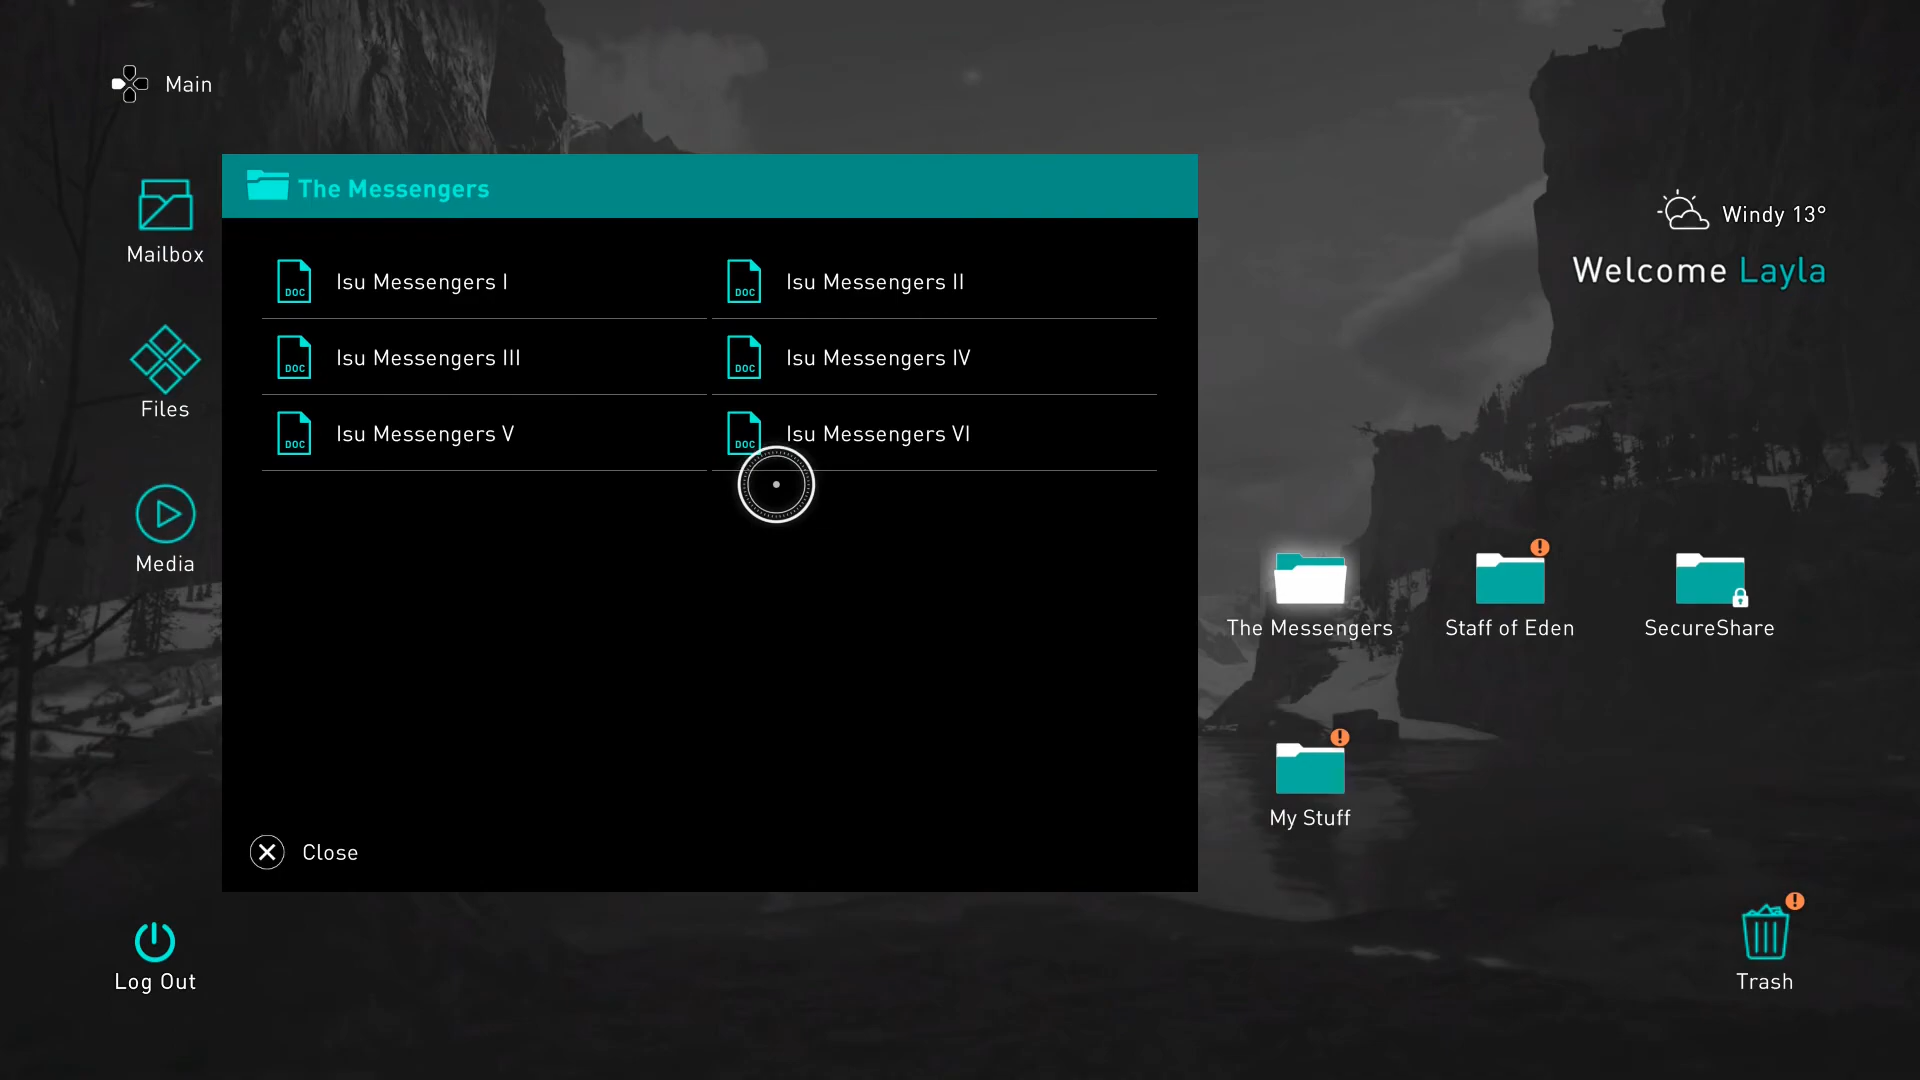 Main
Mailbox
Files
Media
Log Out
The Messengers
DOC Isu Messengers I
DOC Isu Messengers II
DOC Isu Messengers III
DOC Isu Messengers IV
DOC Isu Messengers V
DOC Isu Messengers VI
Close
Windy 13°
Welcome Layla
The Messengers
Staff of Eden
SecureShare
My Stuff
Trash